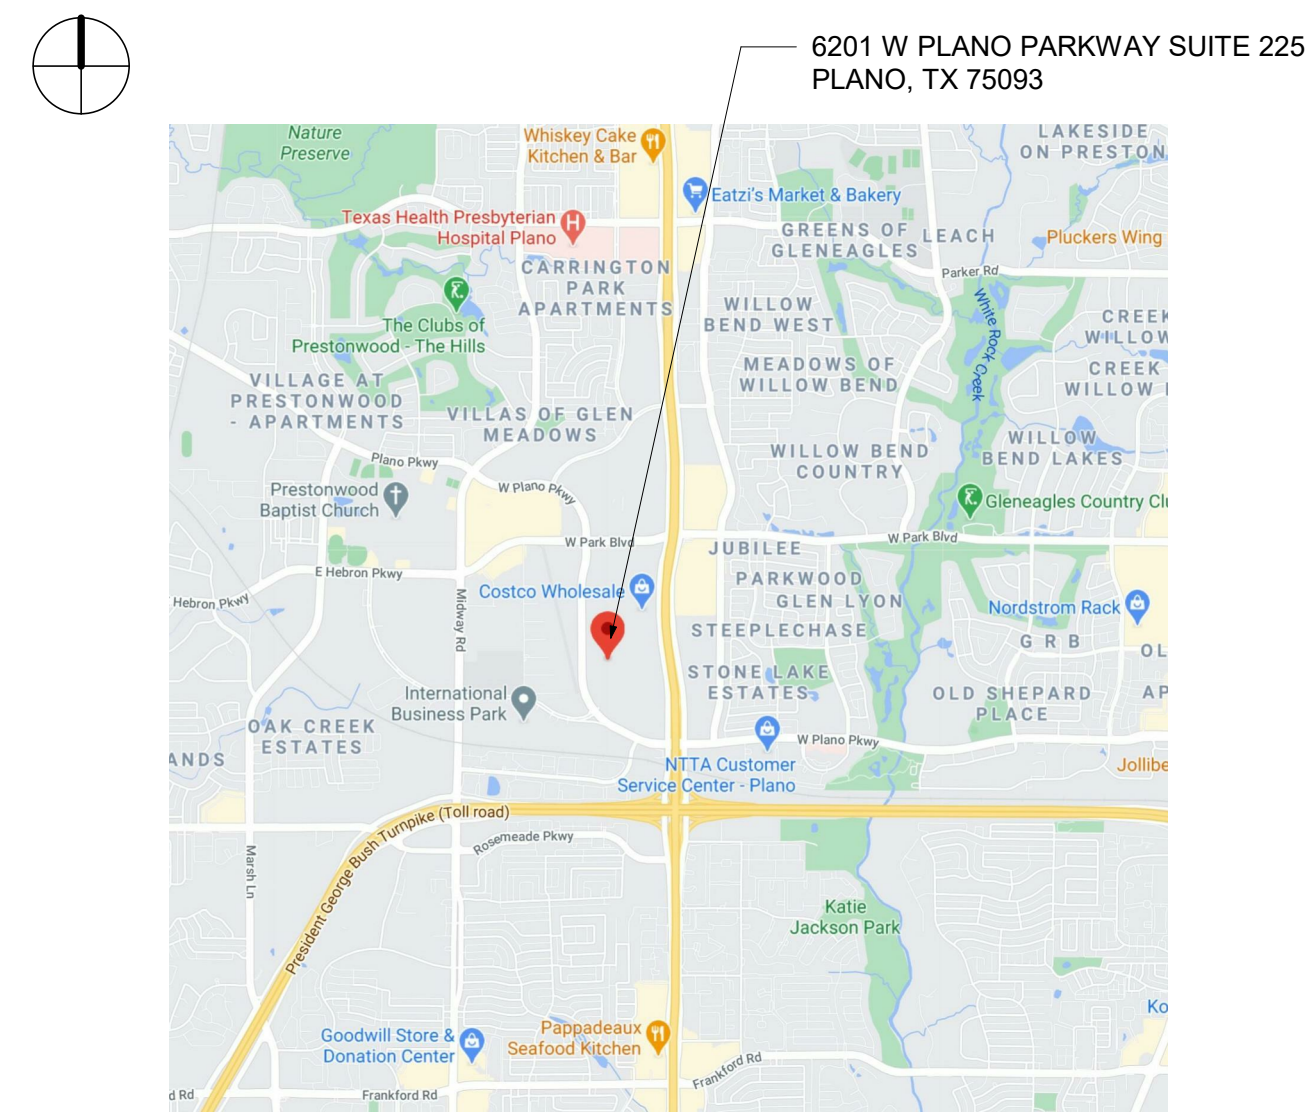 6201 W PLANO PARKWAY SUITE 225
PLANO, TX 75093
Nature
Preserve
Whiskey Cake
Kitchen & Bar
LAKESIDE
ON PRESTON
Eatzi's Market & Bakery
Texas Health Presbyterian
Hospital Plano
GREENS OF
GLENEAGLES
LEACH
Pluckers Wing
CARRINGTON
PARK
APARTMENTS
Parker Rd
White Rock Creek
WILLOW
BEND WEST
CREEK
WILLOW
The Clubs of
Prestonwood - The Hills
MEADOWS OF
WILLOW BEND
CREEK
WILLOW
VILLAGE AT
PRESTONWOOD
- APARTMENTS
VILLAS OF GLEN
MEADOWS
WILLOW BEND
COUNTRY
WILLOW
BEND LAKES
Plano Pkwy
W Plano Pkwy
Prestonwood
Baptist Church
Gleneagles Country Clu
W Park Blvd
W Park Blvd
JUBILEE
E Hebron Pkwy
Hebron Pkwy
Midway Rd
Costco Wholesale
PARKWOOD
GLEN LYON
Nordstrom Rack
STEEPLECHASE
G R B
OL
International
Business Park
STONE LAKE
ESTATES
OLD SHEPARD
PLACE
AP
OAK CREEK
ESTATES
ANDS
W Plano Pkwy
NTTA Customer
Service Center - Plano
Jollibe
President George Bush Turnpike (Toll road)
Rosemeade Pkwy
Marsh Ln
Katie
Jackson Park
Ko
Goodwill Store &
Donation Center
Pappadeaux
Seafood Kitchen
Frankford Rd
d Rd
Frankford Rd